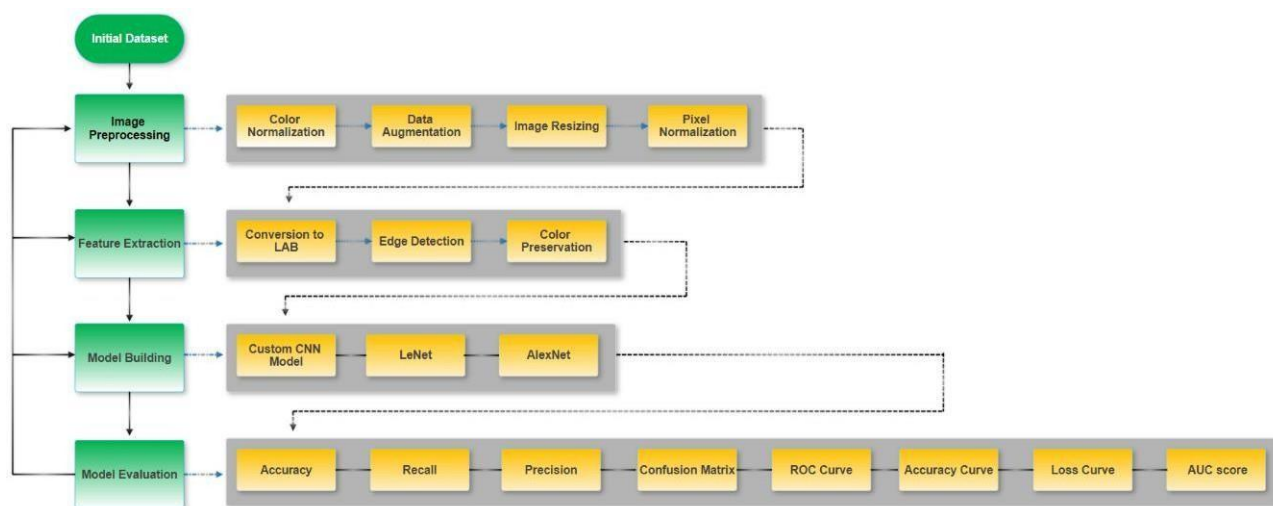 Initial Dataset
Image
Preprocessing
Color
Normalization
Data
Augmentation
Image Resizing
Pixel
Normalization
Feature Extraction
Conversion to
LAB
Edge Detection
Color
Preservation
Model Building
Custom CNN
Model
LeNet
AlexNet
Model Evaluation
Accuracy
Recall
Precision
Confusion Matrix
ROC Curve
Accuracy Curve
Loss Curve
AUC score